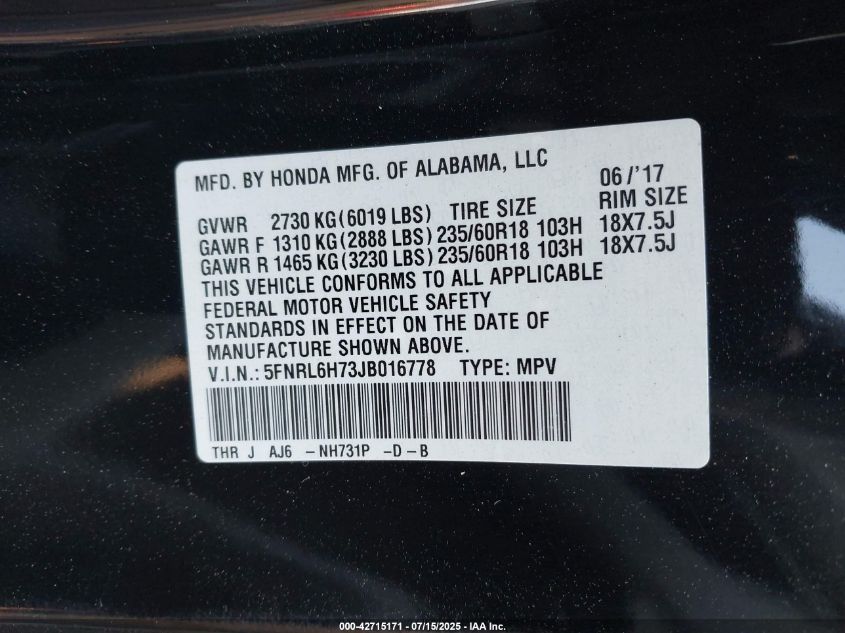 MFD. BY HONDA MFG. OF ALABAMA, LLC 06/'17
GVWR 2730 KG(6019 LBS) TIRE SIZE RIM SIZE
GAWR F 1310 KG(2888 LBS) 235/60R18 103H 18X7.5J
GAWR R 1465 KG(3230 LBS) 235/60R18 103H 18X7.5J
THIS VEHICLE CONFORMS TO ALL APPLICABLE
FEDERAL MOTOR VEHICLE SAFETY
STANDARDS IN EFFECT ON THE DATE OF
MANUFACTURE SHOWN ABOVE.
V.I.N.: 5FNRL6H73JB016778 TYPE: MPV
THR J AJ6 -NH731P -D-B
000-42715171 - 07/15/2025 - IAA Inc.